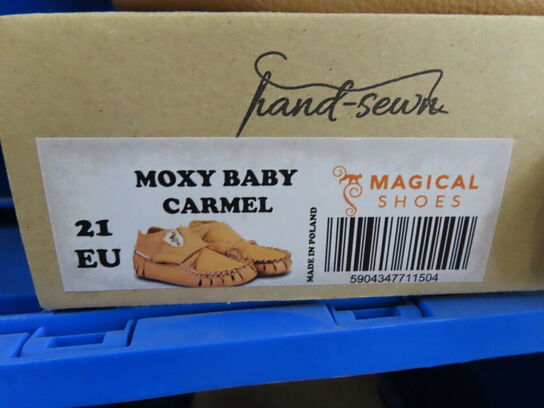 hand-sewn
MOXY BABY
CARMEL
21
EU
MADE IN POLAND
MAGICAL
SHOES
5904347711504